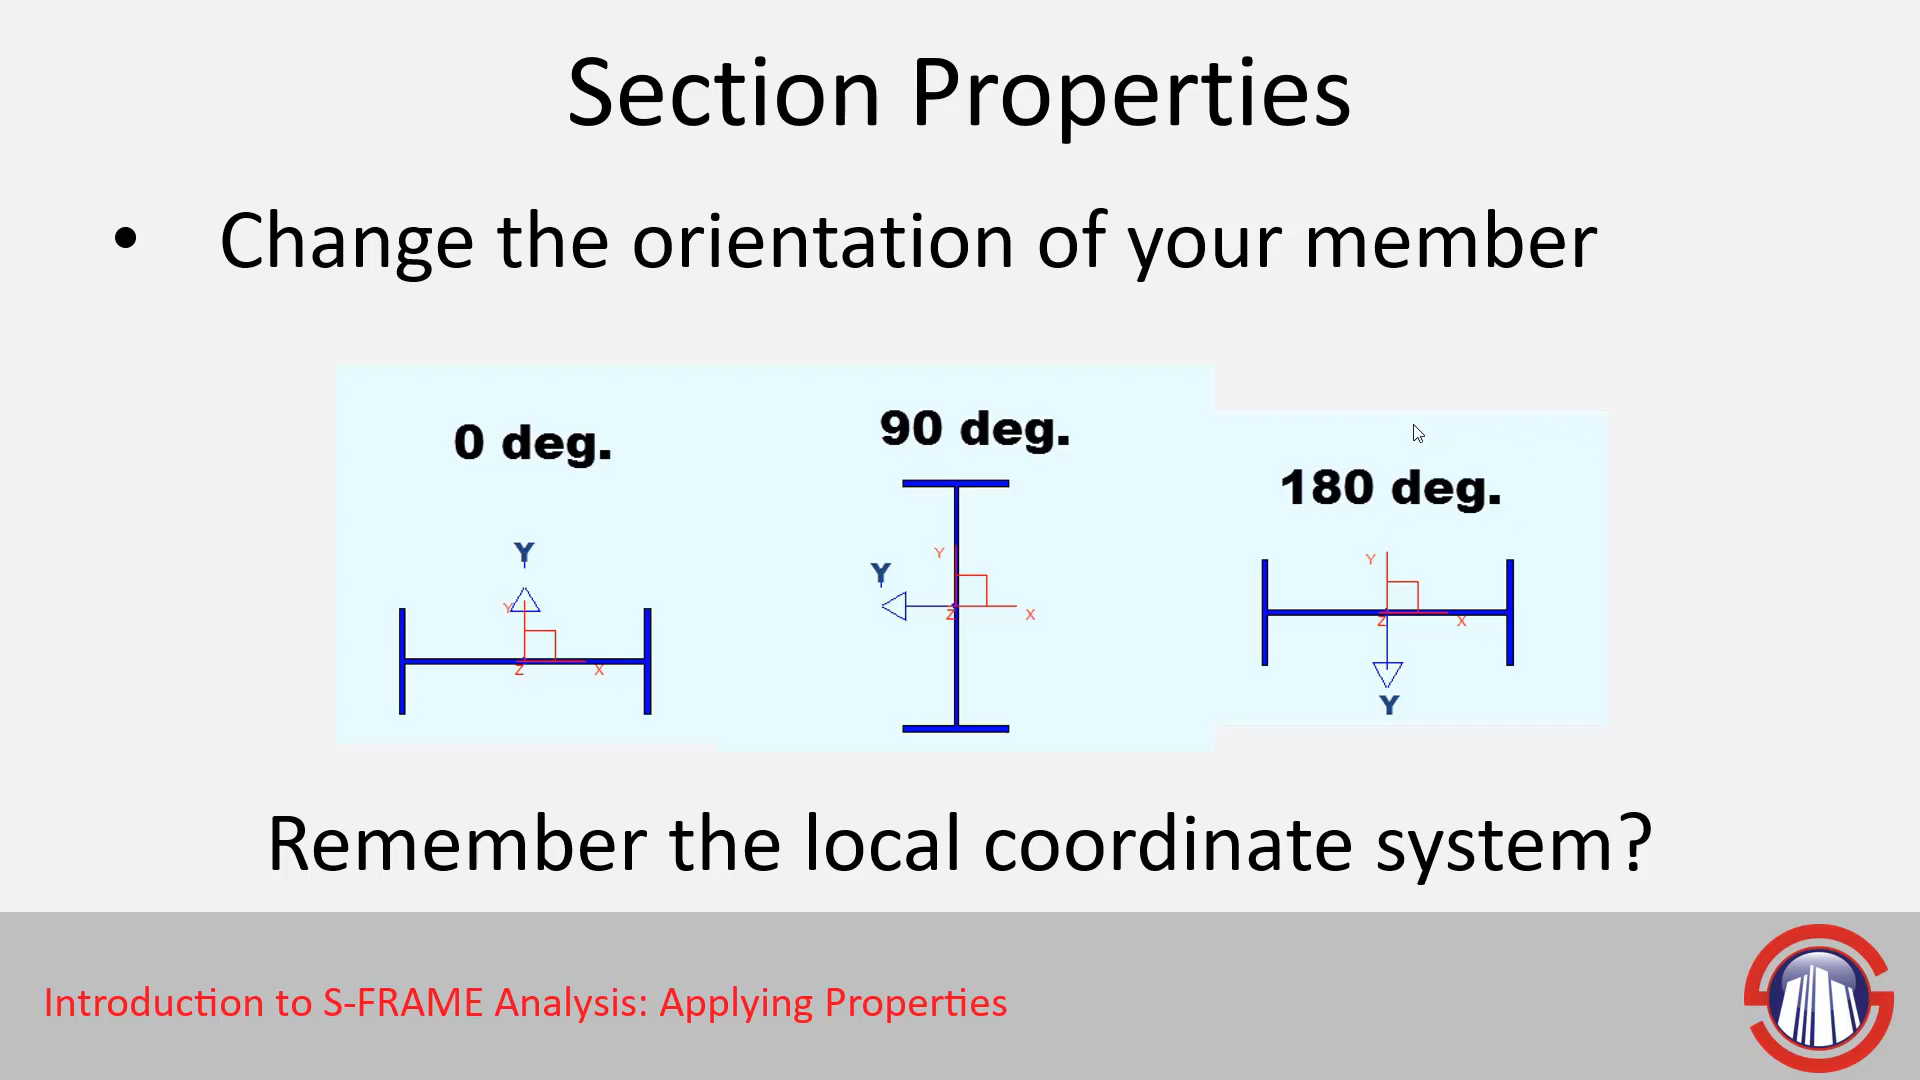 Section Properties
• Change the orientation of your member
0 deg.
Y
Y
Z X
90 deg.
Y
Y
Z X
180 deg.
Y
Z X
Y
Remember the local coordinate system?
Introduction to S-FRAME Analysis: Applying Properties